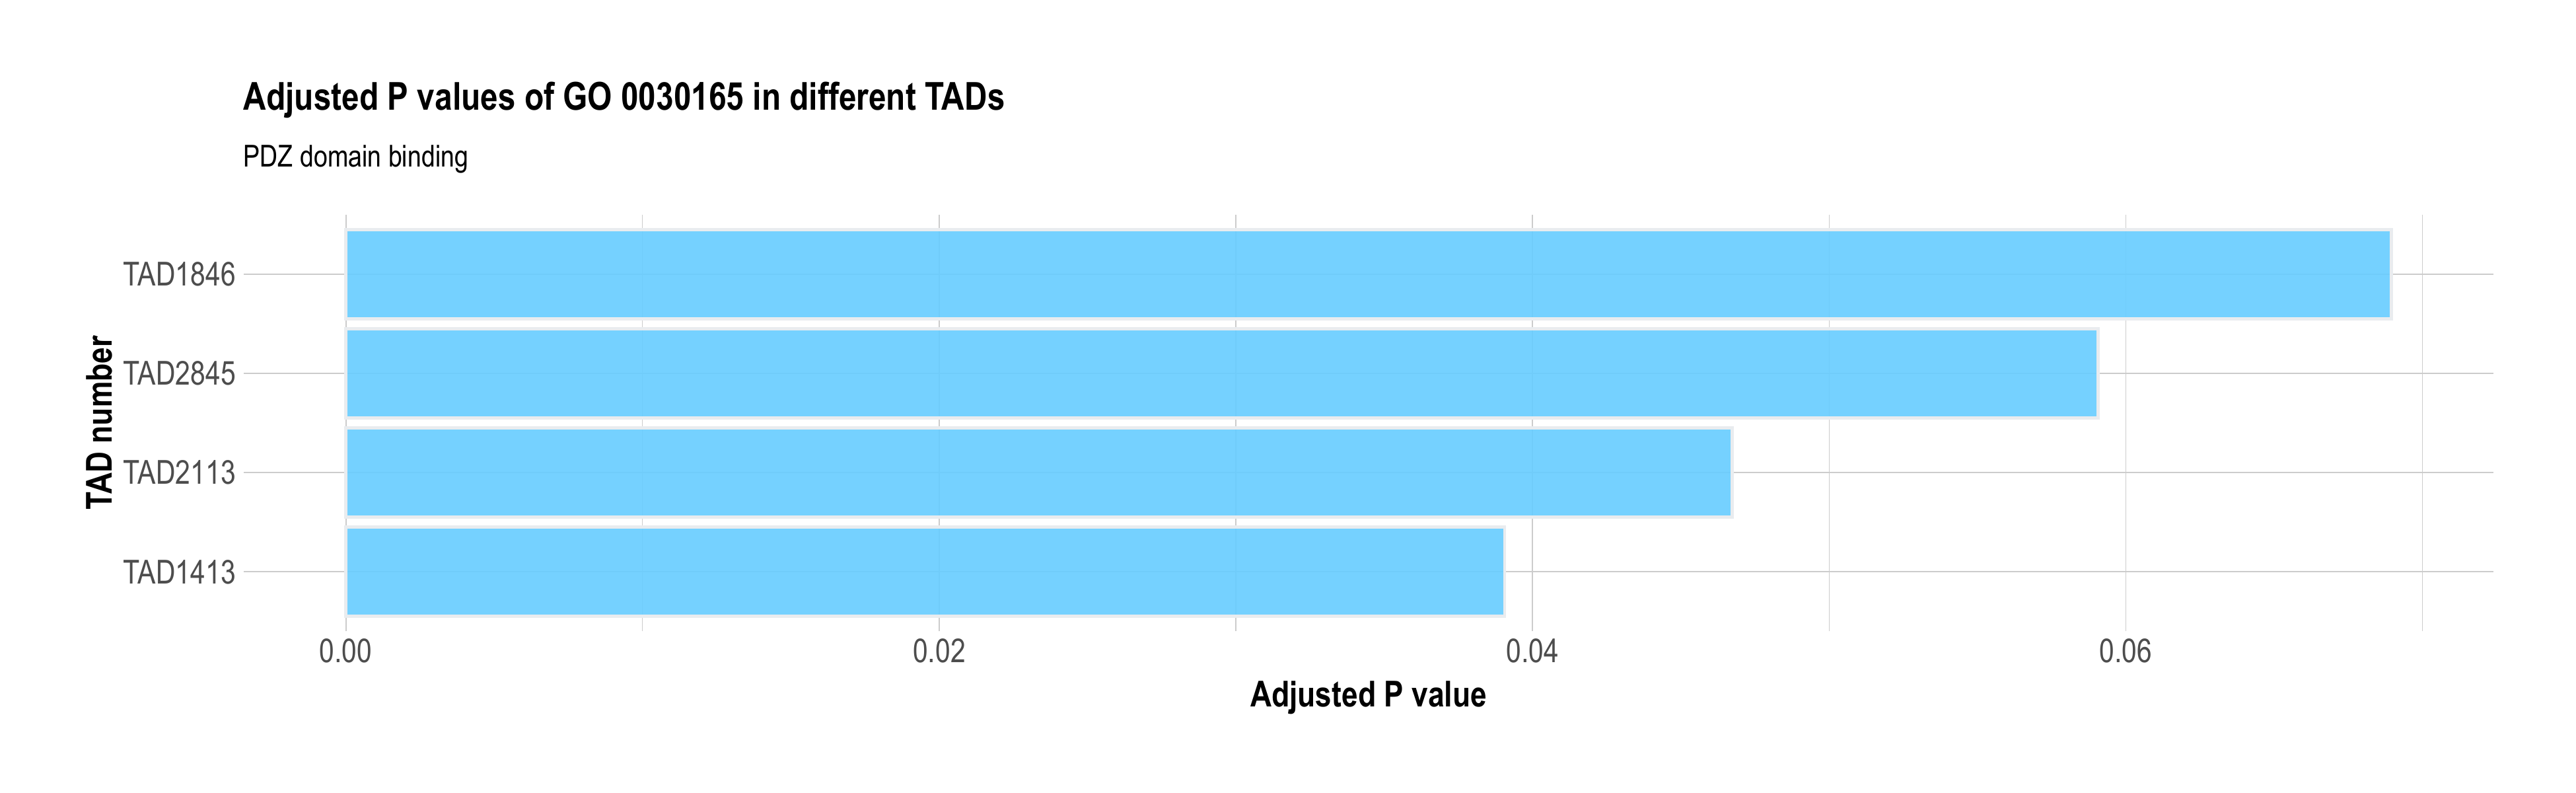 Adjusted P values of GO 0030165 in different TADs
PDZ domain binding
TAD number
TAD1846
TAD2845
TAD2113
TAD1413
0.00 0.02 0.04 0.06
Adjusted P value